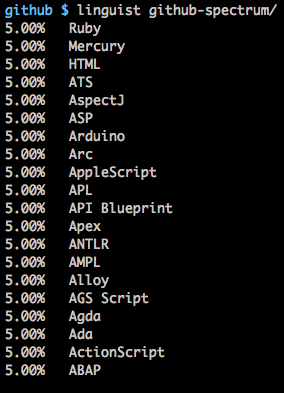 github $ linguist github-spectrum/
5.00% Ruby
5.00% Mercury
5.00% HTML
5.00% ATS
5.00% AspectJ
5.00% ASP
5.00% Arduino
5.00% Arc
5.00% AppleScript
5.00% APL
5.00% API Blueprint
5.00% Apex
5.00% ANTLR
5.00% AMPL
5.00% Alloy
5.00% AGS Script
5.00% Agda
5.00% Ada
5.00% ActionScript
5.00% ABAP